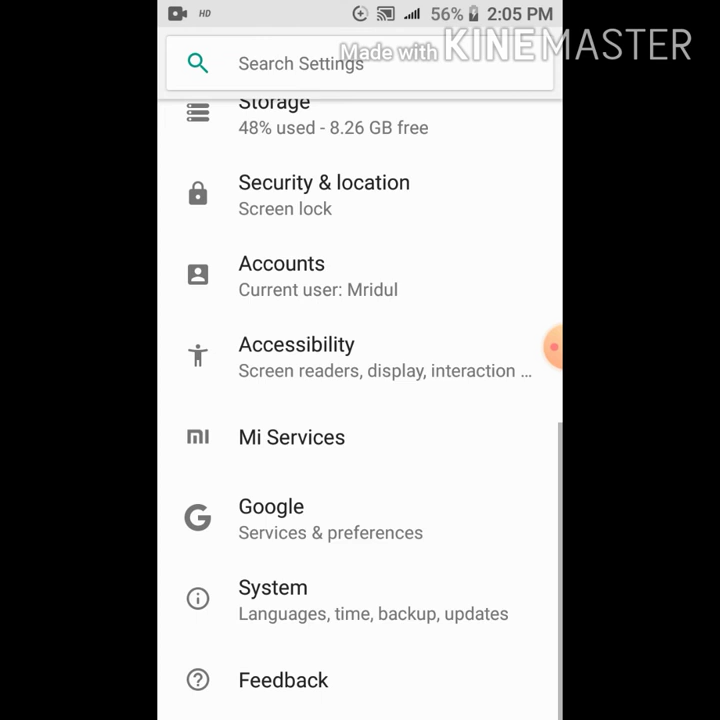 HD 56% 2:05 PM
Made with KINEMASTER
Search Settings
Storage
48% used - 8.26 GB free
Security & location
Screen lock
Accounts
Current user: Mridul
Accessibility
Screen readers, display, interaction ...
mi Mi Services
G Google
Services & preferences
System
Languages, time, backup, updates
Feedback